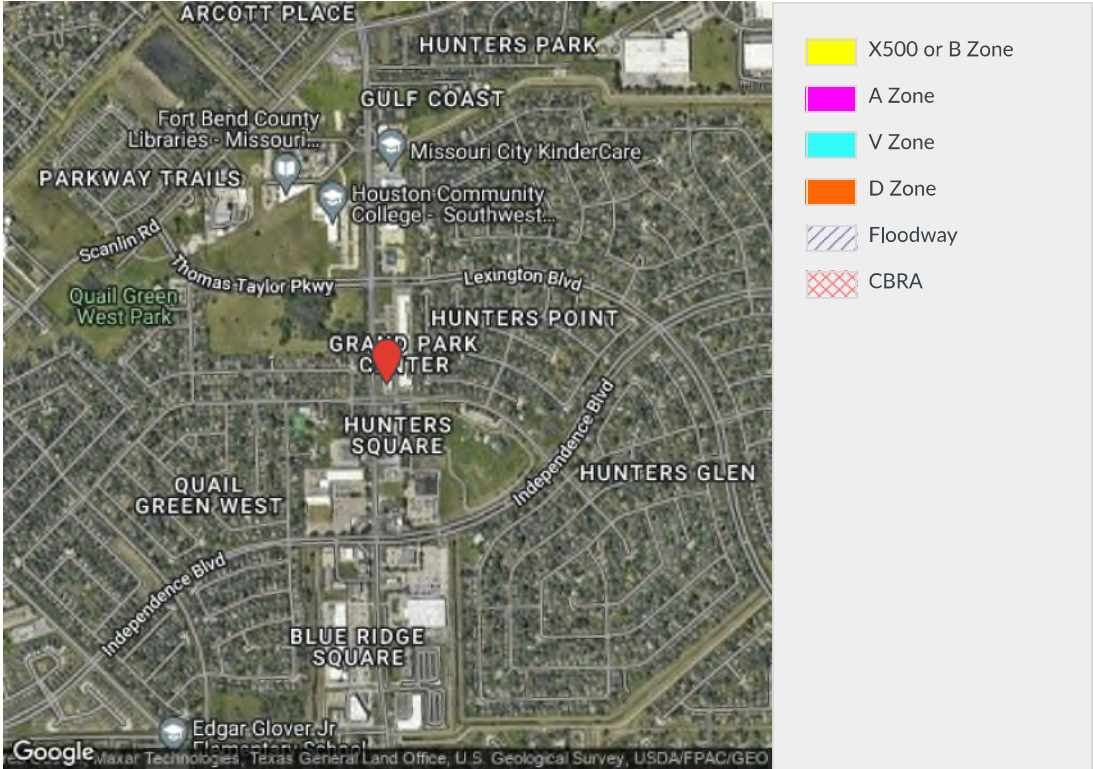 ARCOTT PLACE
HUNTERS PARK
GULF COAST
Fort Bend County
Libraries - Missouri...
Missouri City KinderCare
PARKWAY TRAILS
Houston Community
College - Southwest...
Scanlin Rd
Thomas Taylor Pkwy
Lexington Blvd
Quail Green
West Park
HUNTERS POINT
GRAND PARK
CENTER
HUNTERS
SQUARE
Independence Blvd
HUNTERS GLEN
QUAIL
GREEN WEST
Independence Blvd
BLUE RIDGE
SQUARE
Edgar Glover Jr
Elementary School
Google
Maxar Technologies, Texas General Land Office, U.S. Geological Survey, USDA/FPAC/GEO
X500 or B Zone
A Zone
V Zone
D Zone
Floodway
CBRA